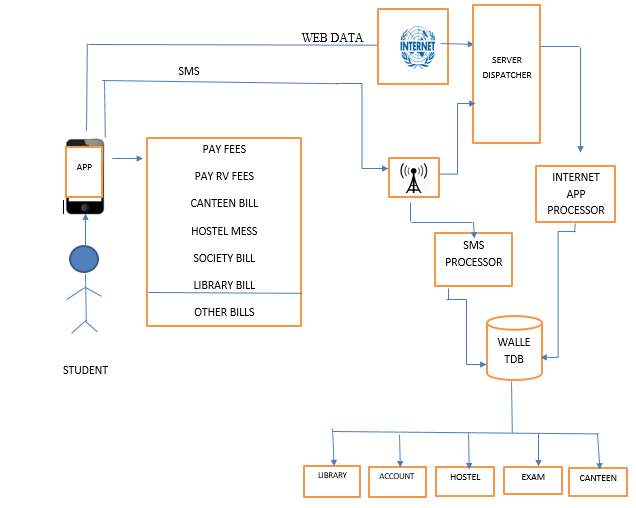 WEB DATA
INTERNET
SERVER
DISPATCHER
SMS
APP
PAY FEES
PAY RV FEES
CANTEEN BILL
HOSTEL MESS
SOCIETY BILL
LIBRARY BILL
OTHER BILLS
INTERNET
APP
PROCESSOR
SMS
PROCESSOR
WALLE
TDB
STUDENT
LIBRARY
ACCOUNT
HOSTEL
EXAM
CANTEEN